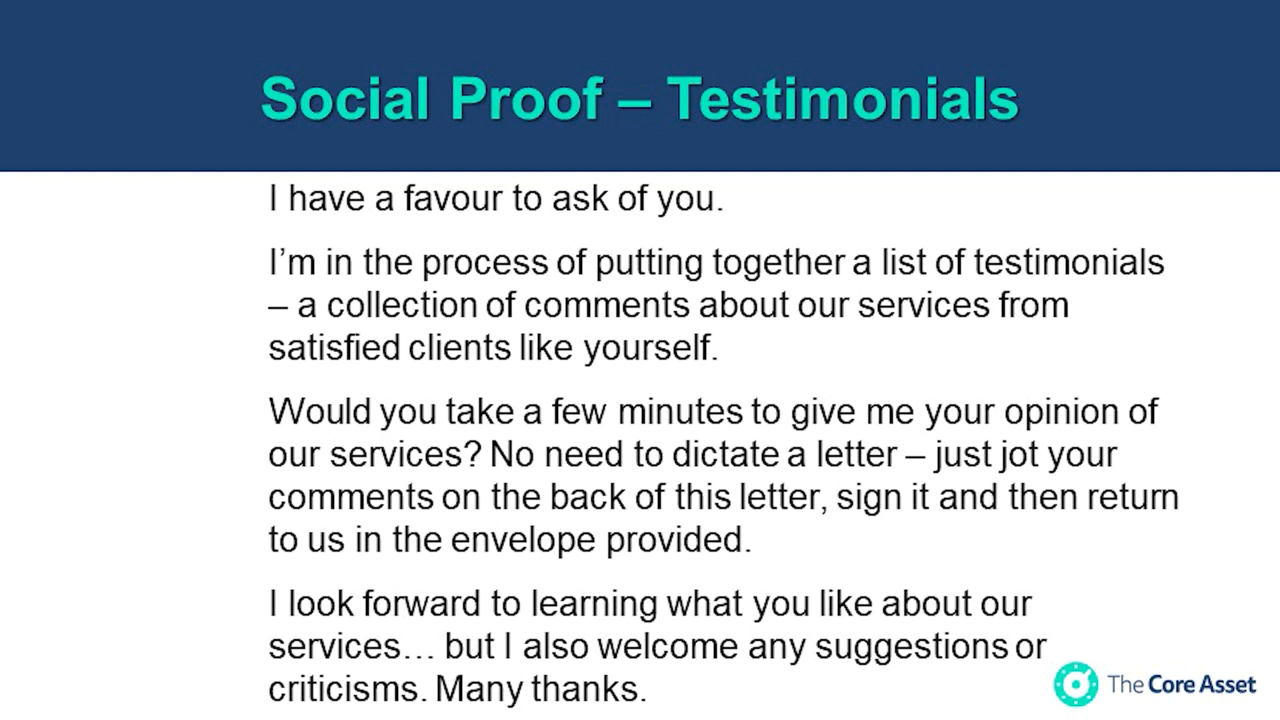 Social Proof – Testimonials
I have a favour to ask of you.
I’m in the process of putting together a list of testimonials
– a collection of comments about our services from
satisfied clients like yourself.
Would you take a few minutes to give me your opinion of
our services? No need to dictate a letter – just jot your
comments on the back of this letter, sign it and then return
to us in the envelope provided.
I look forward to learning what you like about our
services… but I also welcome any suggestions or
criticisms. Many thanks.
The Core Asset